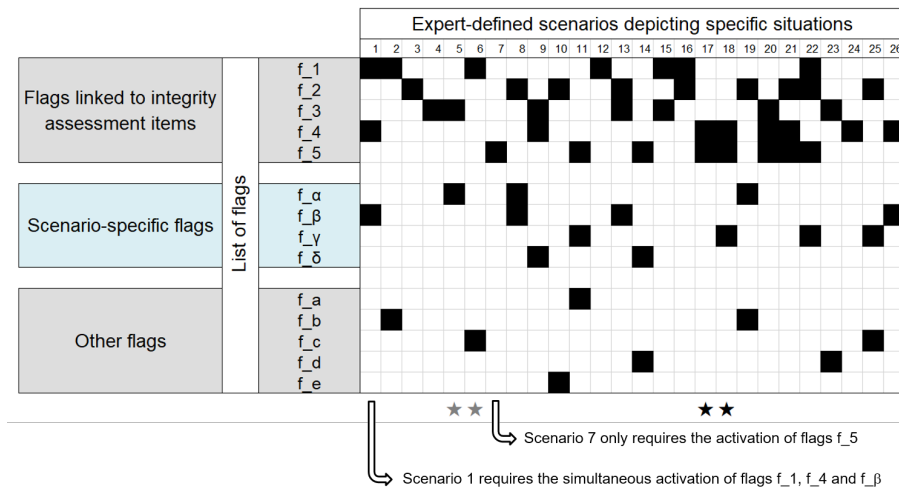 Expert-defined scenarios depicting specific situations
1 2 3 4 5 6 7 8 9 10 11 12 13 14 15 16 17 18 19 20 21 22 23 24 25 26
Flags linked to integrity
assessment items
List of flags
f_1
f_2
f_3
f_4
f_5
Scenario-specific flags
f_α
f_β
f_γ
f_δ
Other flags
f_a
f_b
f_c
f_d
f_e
★ ★ ★ ★
Scenario 7 only requires the activation of flags f_5
Scenario 1 requires the simultaneous activation of flags f_1, f_4 and f_β